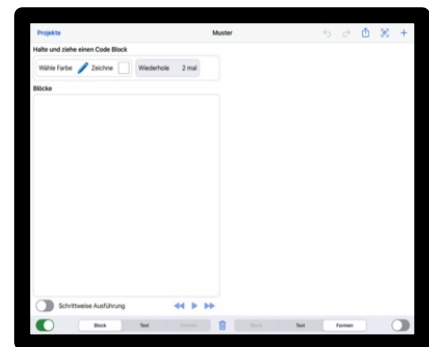 Projekte Muster
Halte und ziehe einen Code Block
Wähle Farbe Zeichne Wiederhole 2 mal
Blöcke
Schrittweise Ausführung
Block Text Formen Block Text Formen